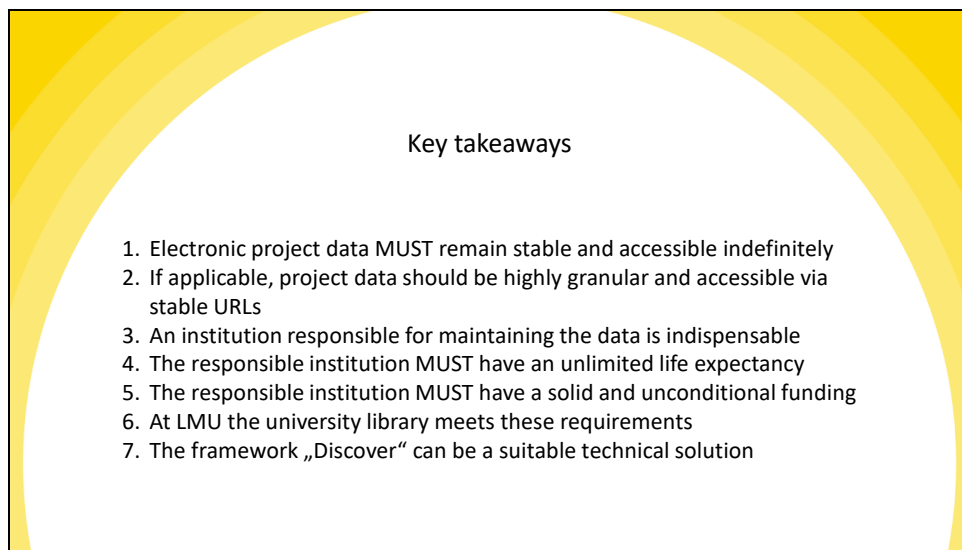 Key takeaways
1. Electronic project data MUST remain stable and accessible indefinitely
2. If applicable, project data should be highly granular and accessible via
stable URLs
3. An institution responsible for maintaining the data is indispensable
4. The responsible institution MUST have an unlimited life expectancy
5. The responsible institution MUST have a solid and unconditional funding
6. At LMU the university library meets these requirements
7. The framework „Discover“ can be a suitable technical solution